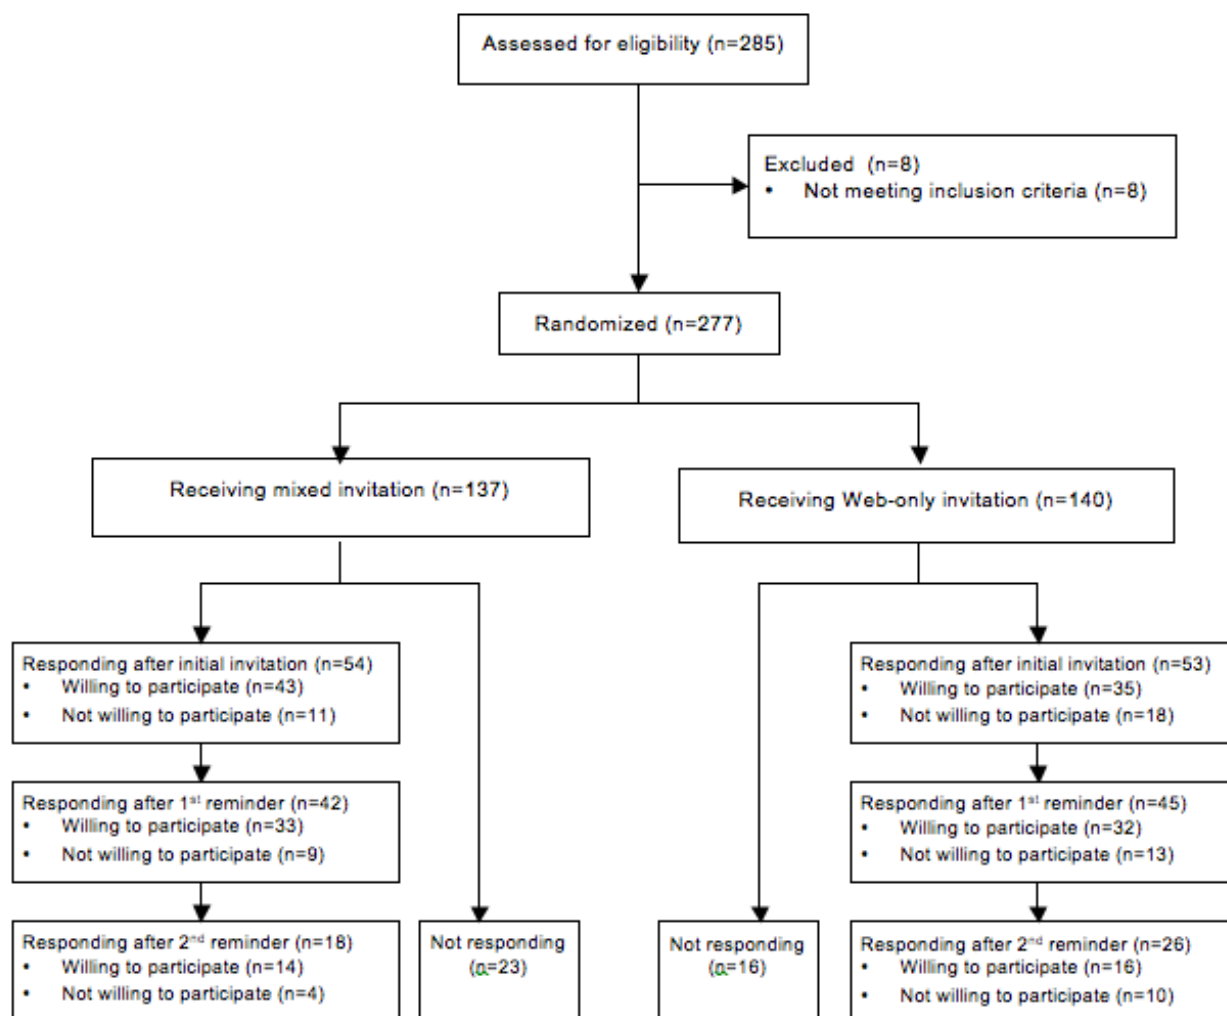 Assessed for eligibility (n=285)
Excluded (n=8)
• Not meeting inclusion criteria (n=8)
Randomized (n=277)
Receiving mixed invitation (n=137)
Receiving Web-only invitation (n=140)
Responding after initial invitation (n=54)
• Willing to participate (n=43)
• Not willing to participate (n=11)
Responding after 1st reminder (n=42)
• Willing to participate (n=33)
• Not willing to participate (n=9)
Responding after 2nd reminder (n=18)
• Willing to participate (n=14)
• Not willing to participate (n=4)
Not responding
(n=23)
Not responding
(n=16)
Responding after initial invitation (n=53)
• Willing to participate (n=35)
• Not willing to participate (n=18)
Responding after 1st reminder (n=45)
• Willing to participate (n=32)
• Not willing to participate (n=13)
Responding after 2nd reminder (n=26)
• Willing to participate (n=16)
• Not willing to participate (n=10)